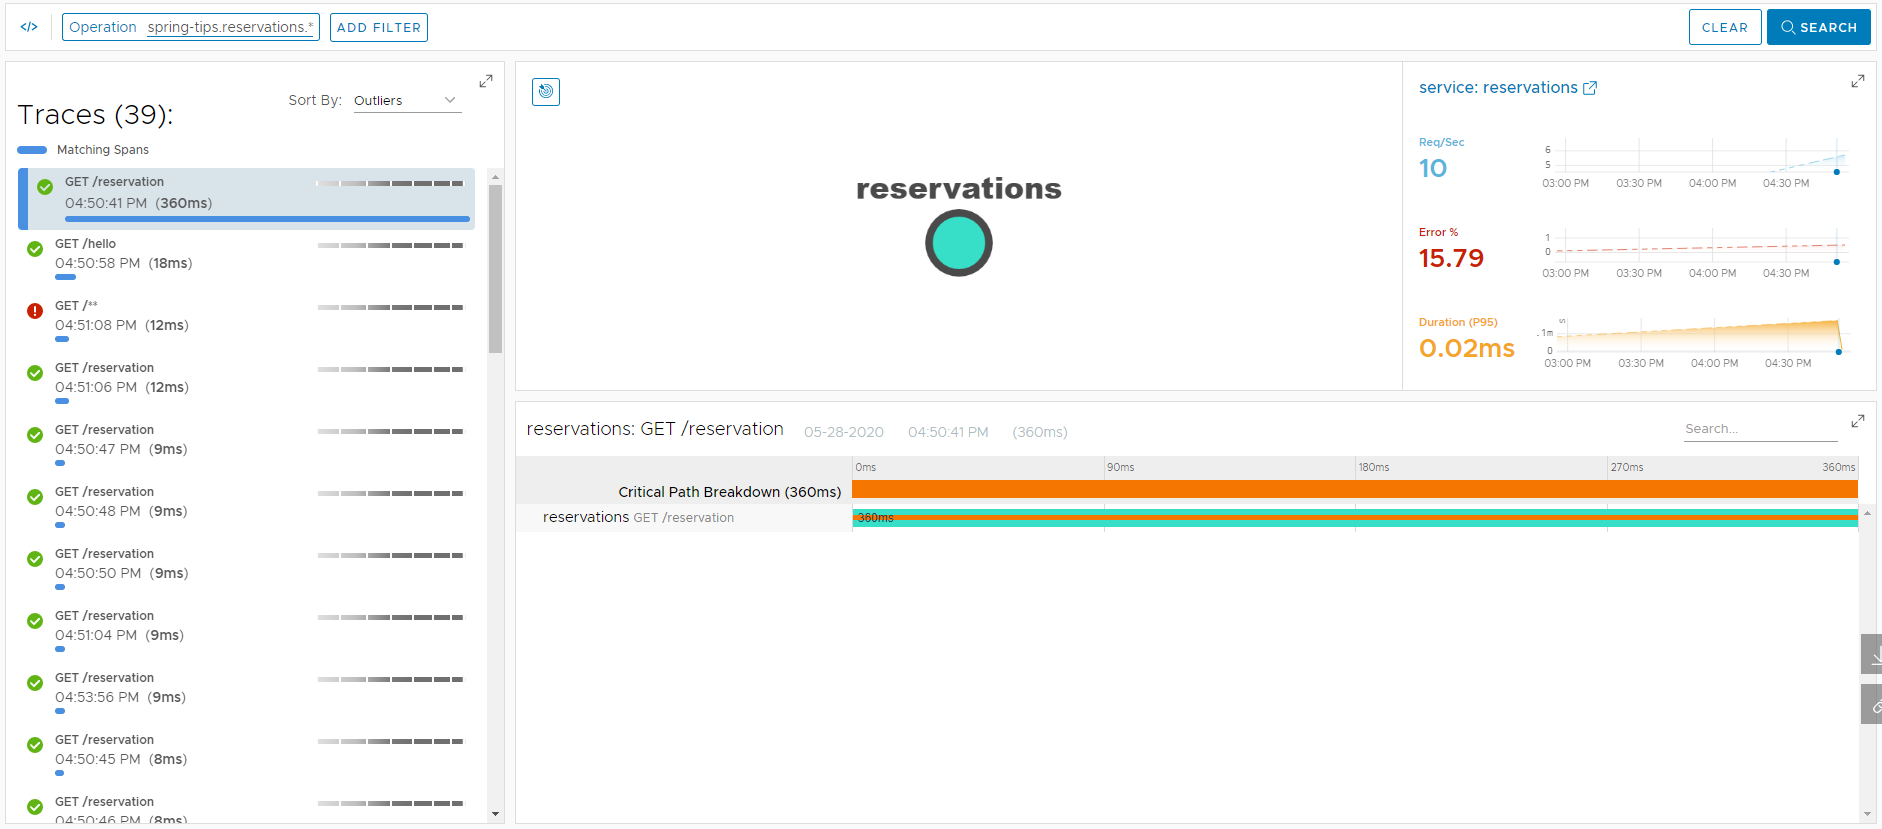 </> Operation spring-tips.reservations.* ADD FILTER CLEAR SEARCH
Traces (39):
Sort By: Outliers
Matching Spans
GET /reservation
04:50:41 PM (360ms)
GET /hello
04:50:58 PM (18ms)
GET /**
04:51:08 PM (12ms)
GET /reservation
04:51:06 PM (12ms)
GET /reservation
04:50:47 PM (9ms)
GET /reservation
04:50:48 PM (9ms)
GET /reservation
04:50:50 PM (9ms)
GET /reservation
04:51:04 PM (9ms)
GET /reservation
04:53:56 PM (9ms)
GET /reservation
04:50:45 PM (8ms)
GET /reservation
04:50:46 PM (8ms)
reservations
service: reservations
Req/Sec
10
6
5
03:00 PM 03:30 PM 04:00 PM 04:30 PM
Error %
15.79
1
0
03:00 PM 03:30 PM 04:00 PM 04:30 PM
Duration (P95)
0.02ms
s
.1m
0
03:00 PM 03:30 PM 04:00 PM 04:30 PM
reservations: GET /reservation 05-28-2020 04:50:41 PM (360ms)
Search...
0ms 90ms 180ms 270ms 360ms
Critical Path Breakdown (360ms)
reservations GET /reservation 360ms